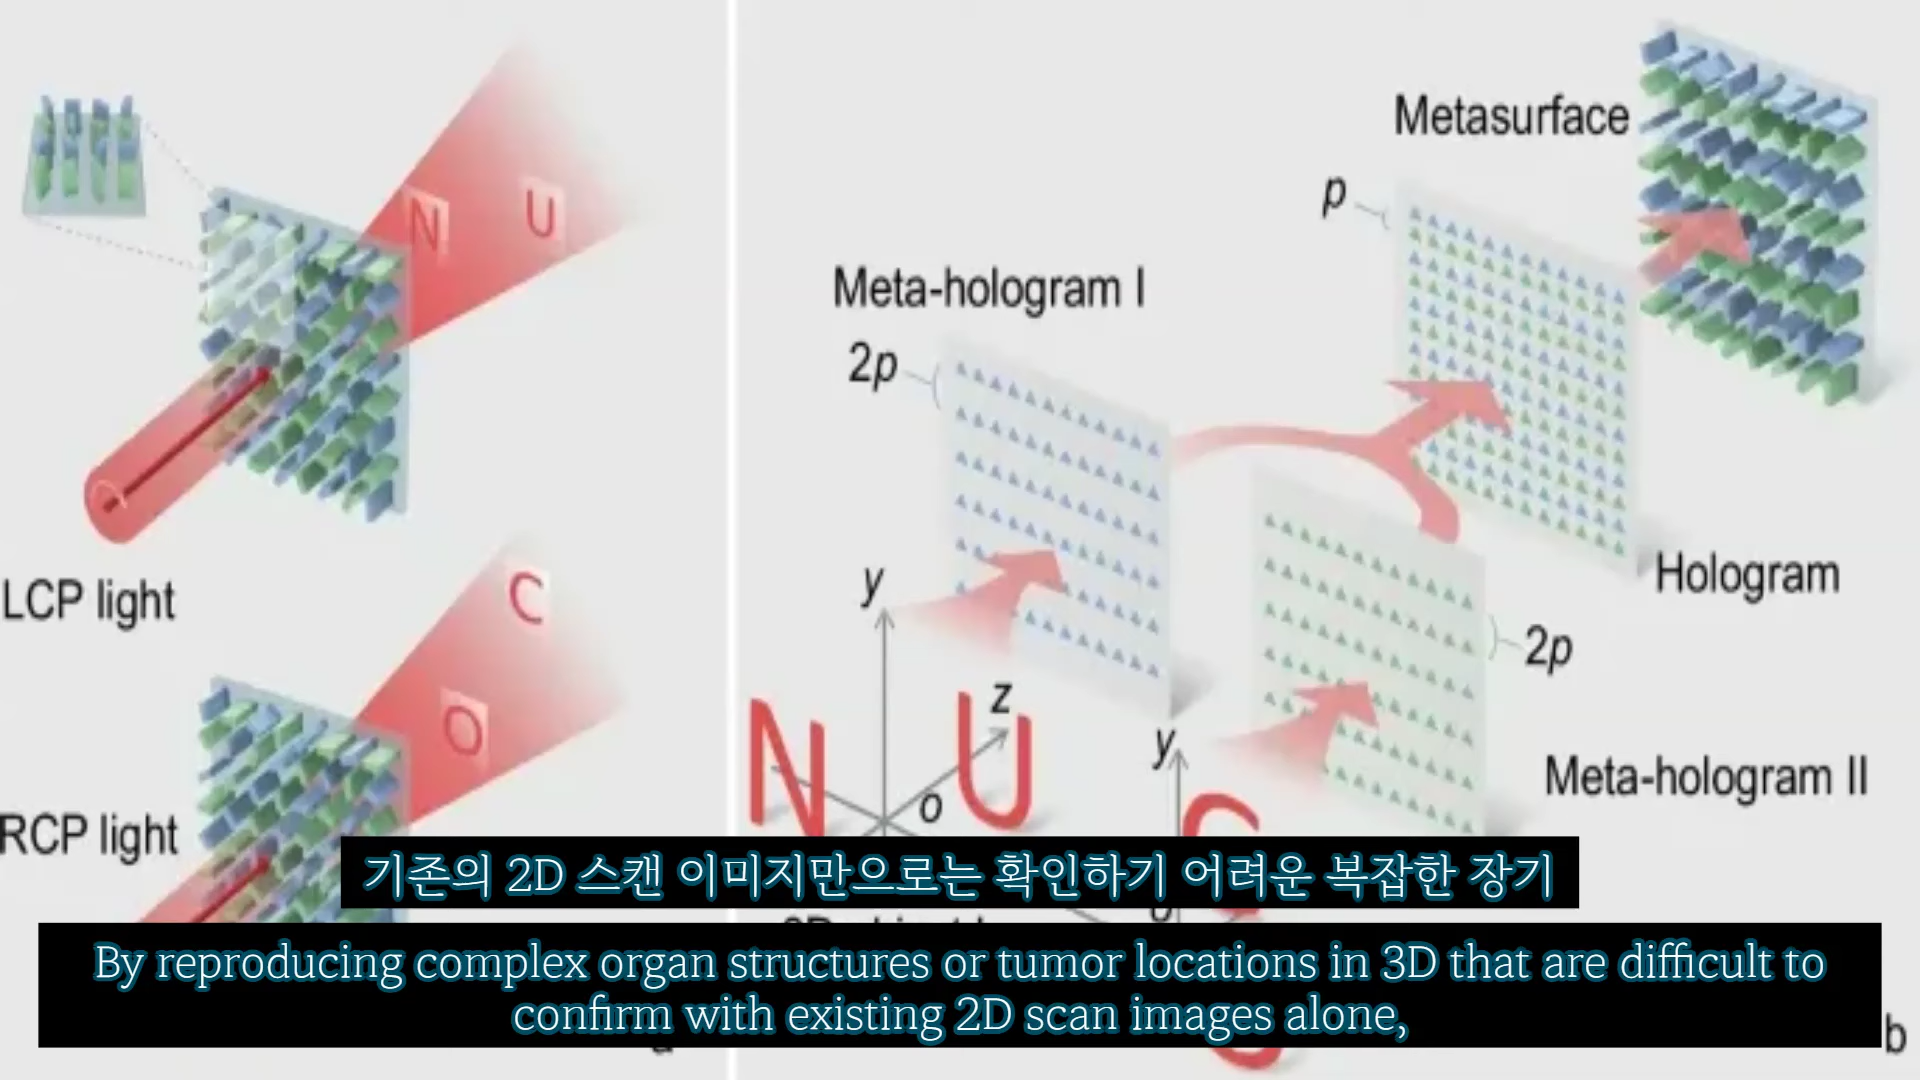 N
U
LCP light
C
O
RCP light
Metasurface
p
Meta-hologram I
2p
Hologram
2p
Meta-hologram II
y
z
N
U
o
y
C
기존의 2D 스캔 이미지만으로는 확인하기 어려운 복잡한 장기
By reproducing complex organ structures or tumor locations in 3D that are difficult to
confirm with existing 2D scan images alone,
b